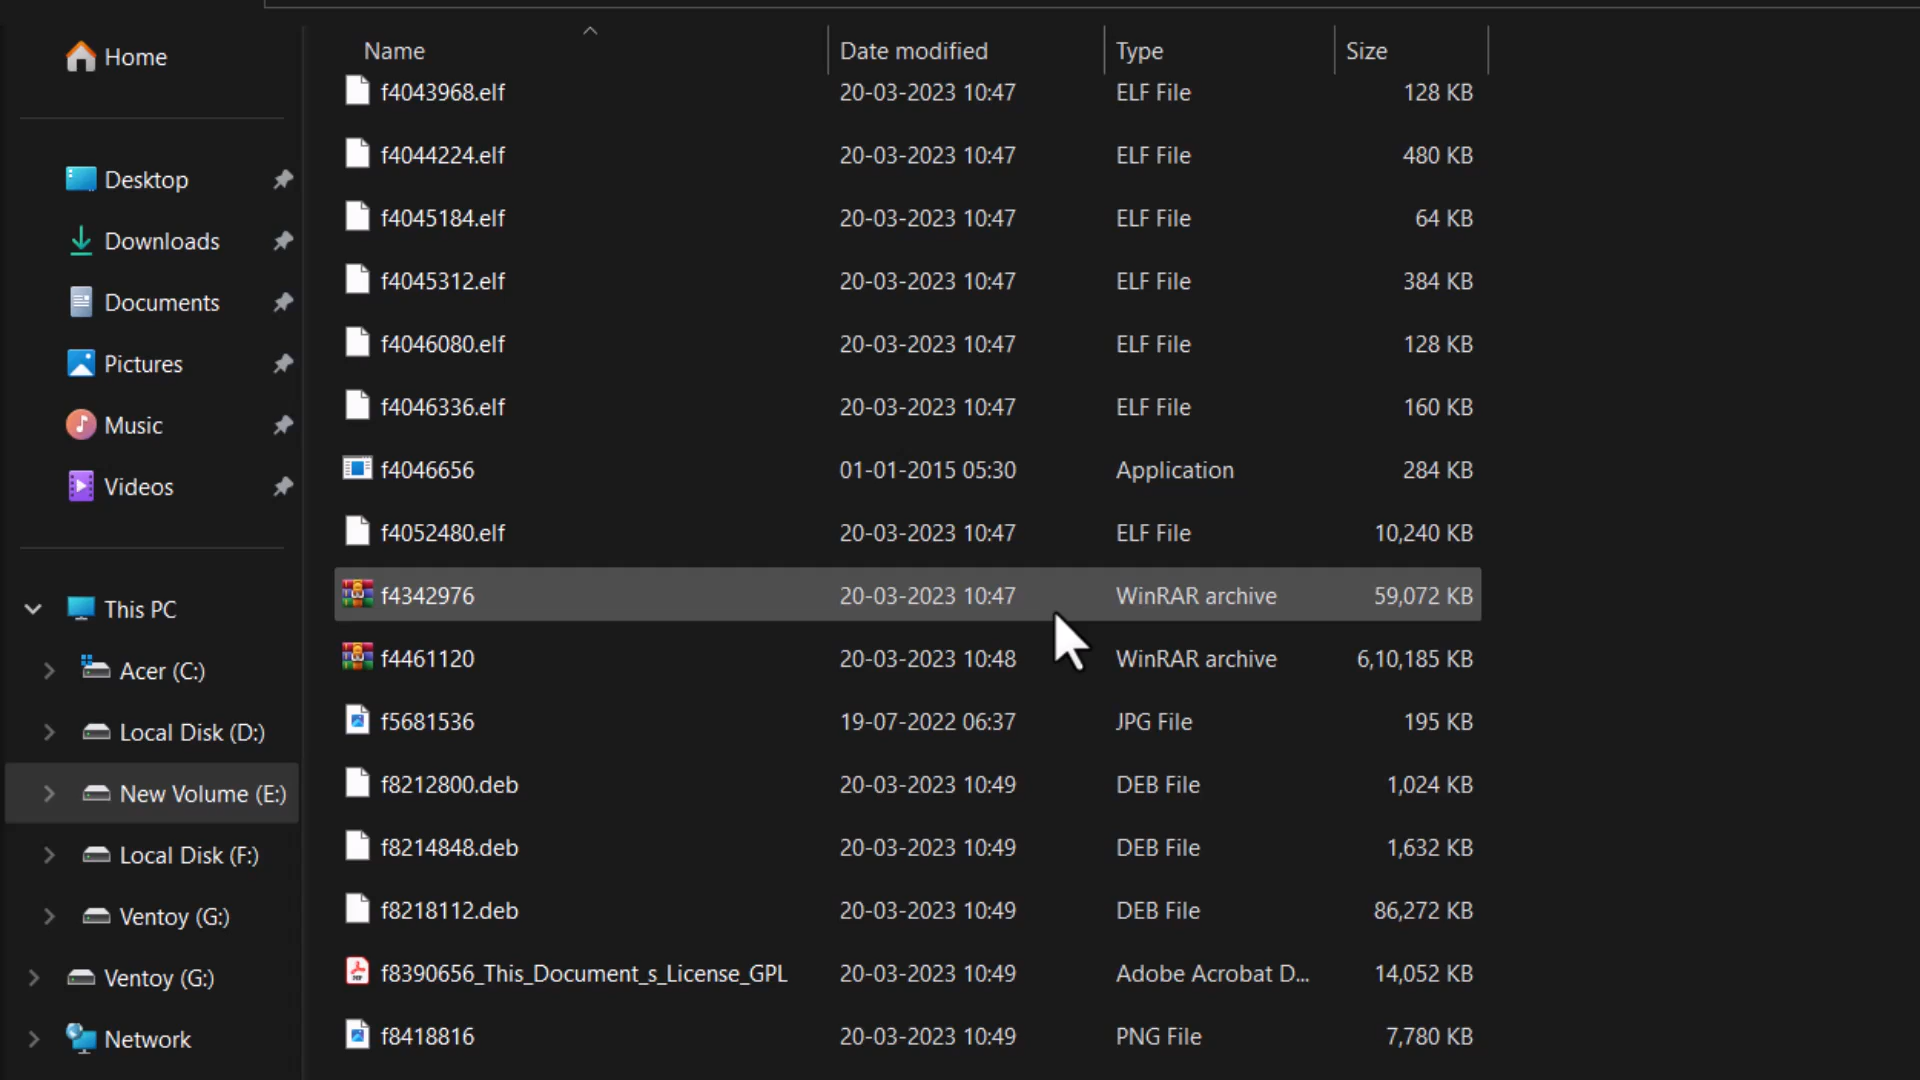 Home
Desktop
Downloads
Documents
Pictures
Music
Videos
This PC
Acer (C:)
Local Disk (D:)
New Volume (E:)
Local Disk (F:)
Ventoy (G:)
Ventoy (G:)
Network
Name Date modified Type Size
f4043968.elf 20-03-2023 10:47 ELF File 128 KB
f4044224.elf 20-03-2023 10:47 ELF File 480 KB
f4045184.elf 20-03-2023 10:47 ELF File 64 KB
f4045312.elf 20-03-2023 10:47 ELF File 384 KB
f4046080.elf 20-03-2023 10:47 ELF File 128 KB
f4046336.elf 20-03-2023 10:47 ELF File 160 KB
f4046656 01-01-2015 05:30 Application 284 KB
f4052480.elf 20-03-2023 10:47 ELF File 10,240 KB
f4342976 20-03-2023 10:47 WinRAR archive 59,072 KB
f4461120 20-03-2023 10:48 WinRAR archive 6,10,185 KB
f5681536 19-07-2022 06:37 JPG File 195 KB
f8212800.deb 20-03-2023 10:49 DEB File 1,024 KB
f8214848.deb 20-03-2023 10:49 DEB File 1,632 KB
f8218112.deb 20-03-2023 10:49 DEB File 86,272 KB
f8390656_This_Document_s_License_GPL 20-03-2023 10:49 Adobe Acrobat D... 14,052 KB
f8418816 20-03-2023 10:49 PNG File 7,780 KB